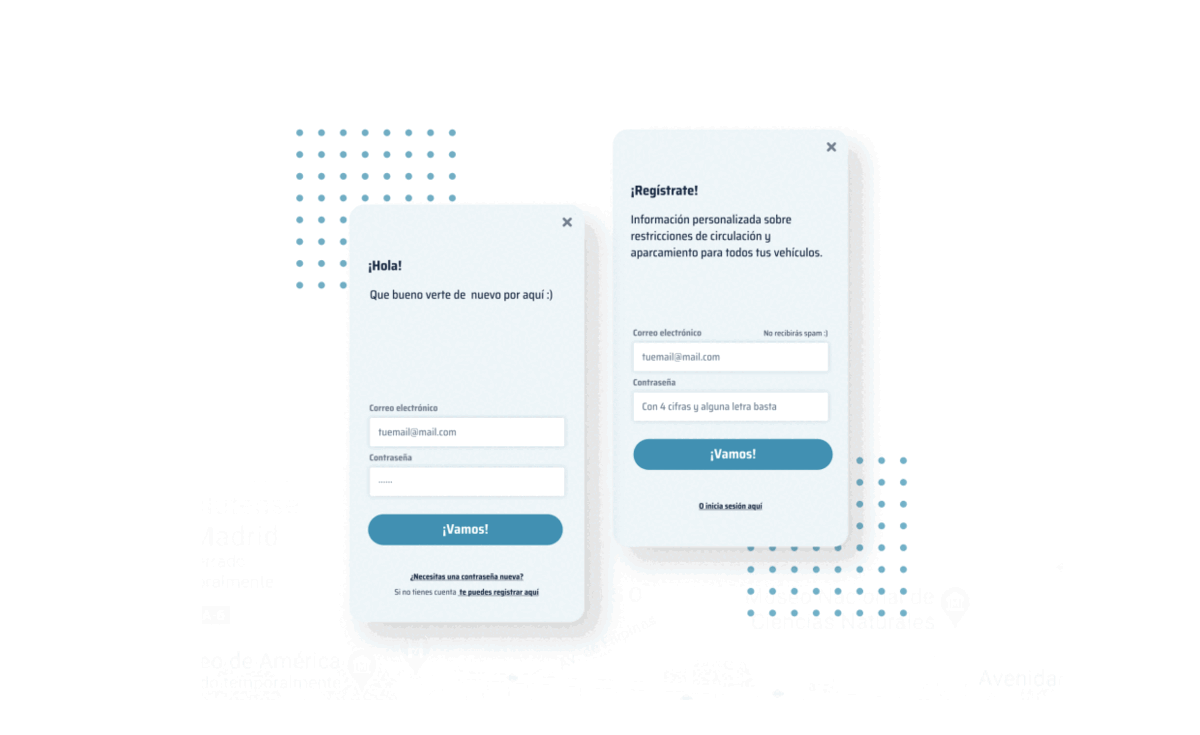 ¡Hola!
Que bueno verte de nuevo por aquí :)
Correo electrónico
tuemail@mail.com
Contraseña
......
¡Vamos!
¿Necesitas una contraseña nueva?
Si no tienes cuenta te puedes registrar aquí
¡Regístrate!
Información personalizada sobre
restricciones de circulación y
aparcamiento para todos tus vehículos.
Correo electrónico No recibirás spam :)
tuemail@mail.com
Contraseña
Con 4 cifras y alguna letra basta
¡Vamos!
O inicia sesión aquí
Madrid
de América
temporalmente
Ciencias Naturales
Avenida